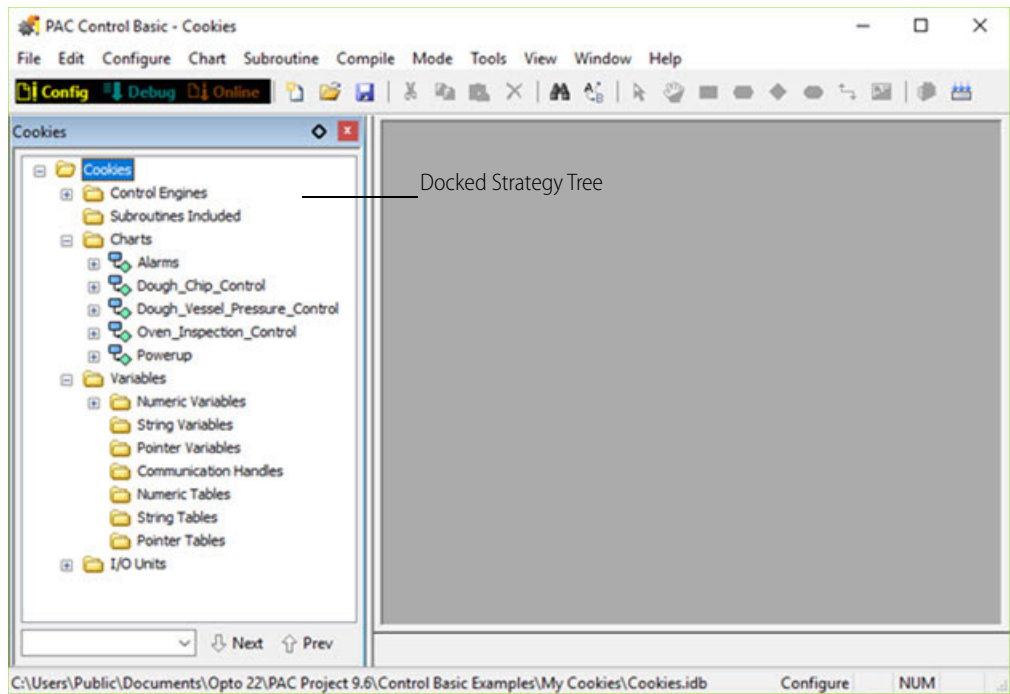 PAC Control Basic - Cookies
File Edit Configure Chart Subroutine Compile Mode Tools View Window Help
Config Debug Online
Cookies
Cookies
Control Engines
Docked Strategy Tree
Subroutines Included
Charts
Alarms
Dough_Chip_Control
Dough_Vessel_Pressure_Control
Oven_Inspection_Control
Powerup
Variables
Numeric Variables
String Variables
Pointer Variables
Communication Handles
Numeric Tables
String Tables
Pointer Tables
I/O Units
Next Prev
C:\Users\Public\Documents\Opto 22\PAC Project 9.6\Control Basic Examples\My Cookies\Cookies.idb Configure NUM